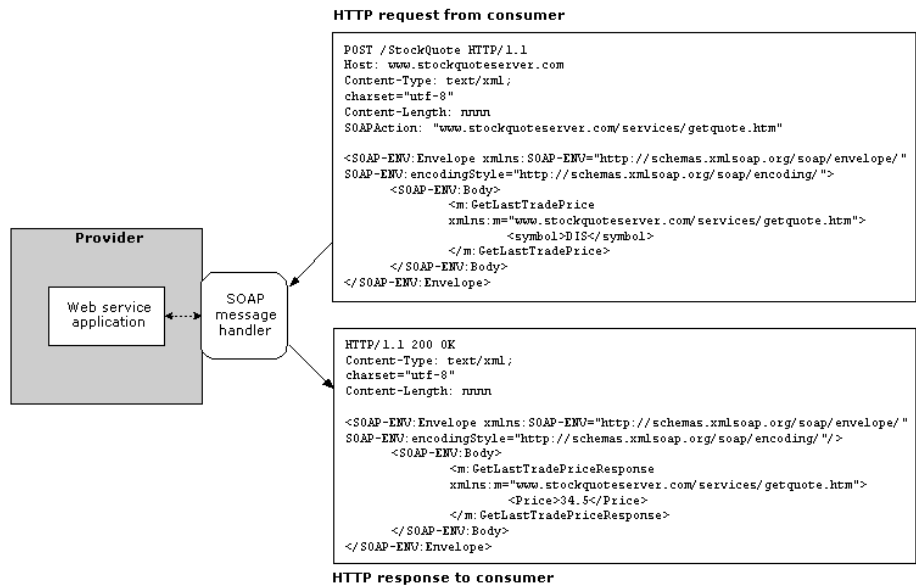 HTTP request from consumer
POST /StockQuote HTTP/1.1
Host: www.stockquoteserver.com
Content-Type: text/xml;
charset="utf-8"
Content-Length: nnnn
SOAPAction: "www.stockquoteserver.com/services/getquote.htm"
<SOAP-ENV:Envelope xmlns:SOAP-ENV="http://schemas.xmlsoap.org/soap/envelope/"
SOAP-ENV:encodingStyle="http://schemas.xmlsoap.org/soap/encoding/">
<SOAP-ENV:Body>
<m:GetLastTradePrice
xmlns:m="www.stockquoteserver.com/services/getquote.htm">
<symbol>DIS</symbol>
</m:GetLastTradePrice>
</SOAP-ENV:Body>
</SOAP-ENV:Envelope>
Provider
Web service
application
SOAP
message
handler
HTTP/1.1 200 OK
Content-Type: text/xml;
charset="utf-8"
Content-Length: nnnn
<SOAP-ENV:Envelope xmlns:SOAP-ENV="http://schemas.xmlsoap.org/soap/envelope/"
SOAP-ENV:encodingStyle="http://schemas.xmlsoap.org/soap/encoding/"/>
<SOAP-ENV:Body>
<m:GetLastTradePriceResponse
xmlns:m="www.stockquoteserver.com/services/getquote.htm">
<Price>34.5</Price>
</m:GetLastTradePriceResponse>
</SOAP-ENV:Body>
</SOAP-ENV:Envelope>
HTTP response to consumer